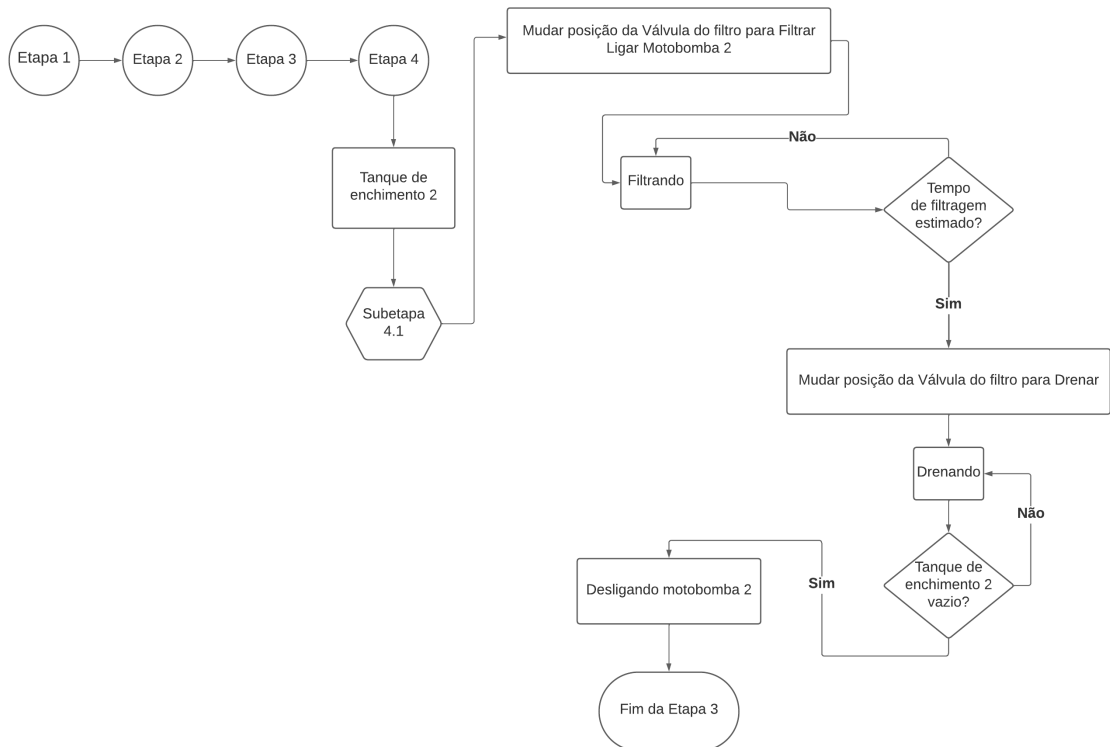 Etapa 1
Etapa 2
Etapa 3
Etapa 4
Tanque de
enchimento 2
Subetapa
4.1
Mudar posição da Válvula do filtro para Filtrar
Ligar Motobomba 2
Filtrando
Não
Tempo
de filtragem
estimado?
Sim
Mudar posição da Válvula do filtro para Drenar
Drenando
Não
Tanque de
enchimento 2
vazio?
Sim
Desligando motobomba 2
Fim da Etapa 3